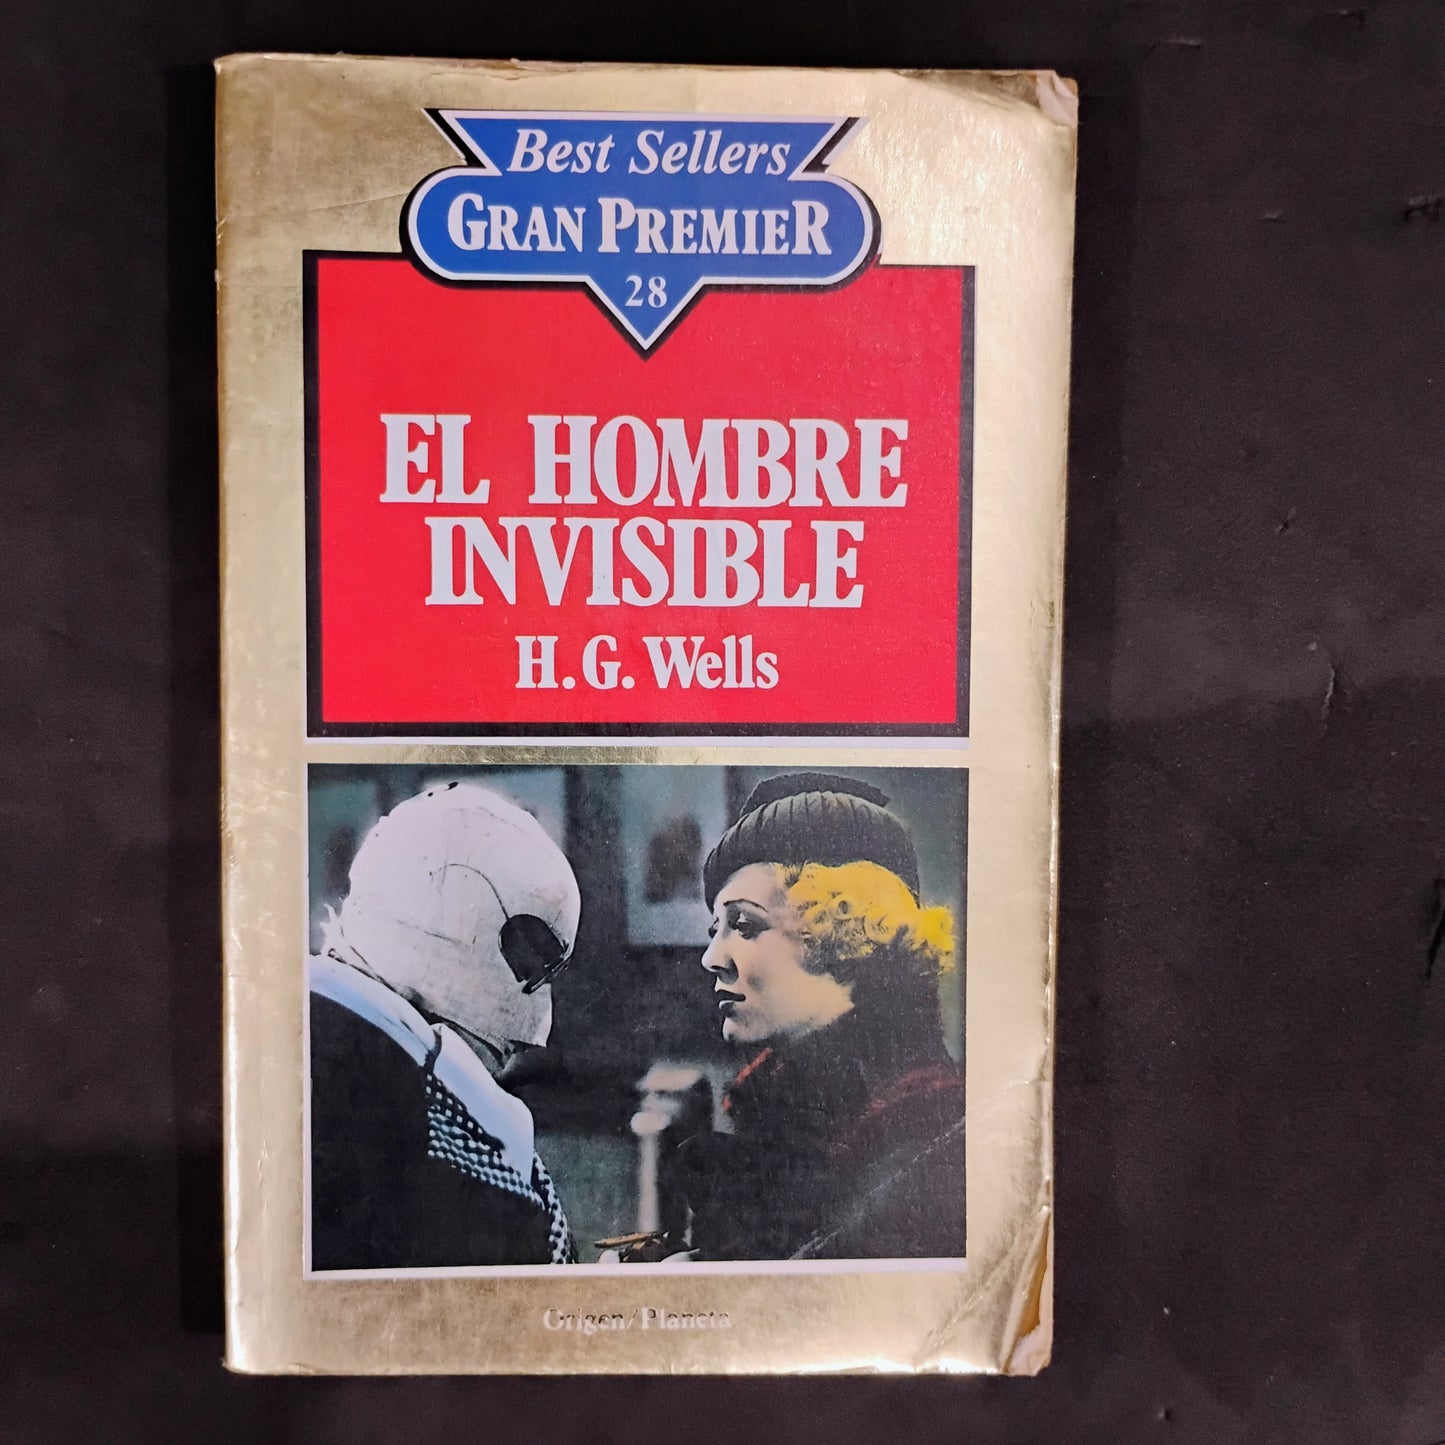 Best Sellers
GRAN PREMIER
28
EL HOMBRE
INVISIBLE
H.G. Wells
Origen/Planeta